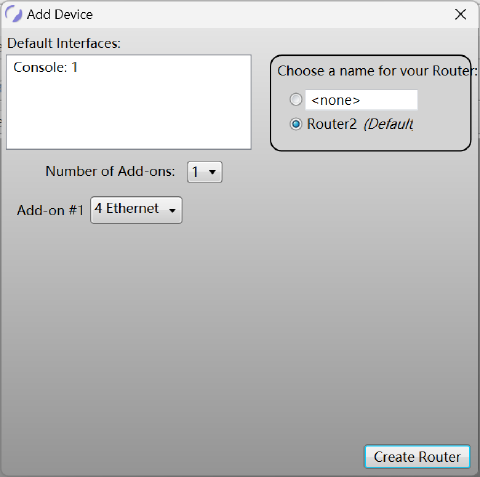 Add Device
Default Interfaces:
Console: 1
Choose a name for your Router:
<none>
Router2 (Default
Number of Add-ons: 1
Add-on #1 4 Ethernet
Create Router